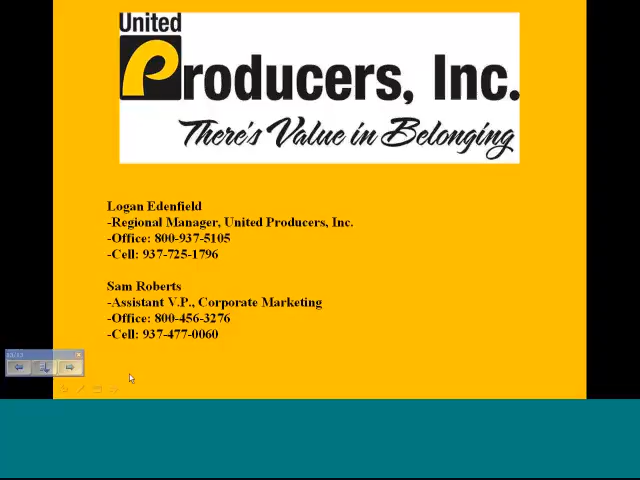 United
Producers, Inc.
There's Value in Belonging
Logan Edenfield
-Regional Manager, United Producers, Inc.
-Office: 800-937-5105
-Cell: 937-725-1796
Sam Roberts
-Assistant V.P., Corporate Marketing
-Office: 800-456-3276
-Cell: 937-477-0060